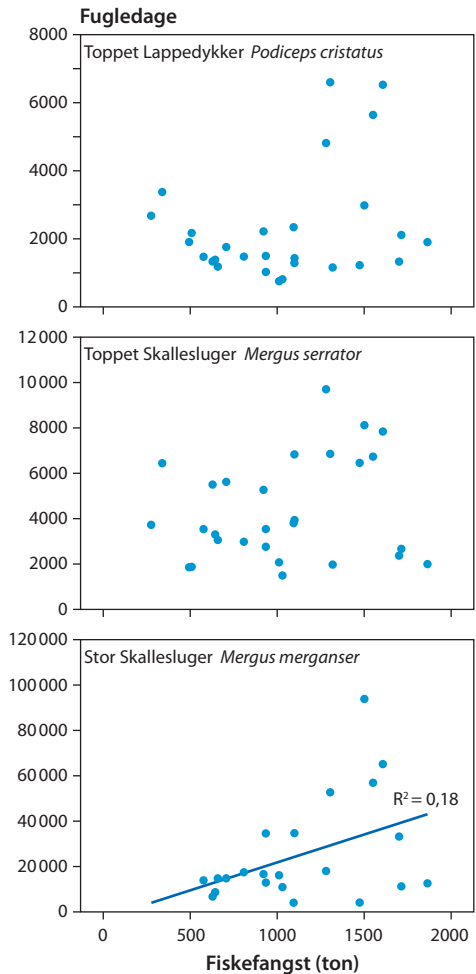 Fugledage
8000
Toppet Lappedykker Podiceps cristatus
6000
4000
2000
0
12 000
Toppet Skallesluger Mergus serrator
10 000
8000
6000
4000
2000
0
120 000
Stor Skallesluger Mergus merganser
100 000
80 000
60 000
R² = 0,18
40 000
20 000
0
0 500 1000 1500 2000
Fiskefangst (ton)